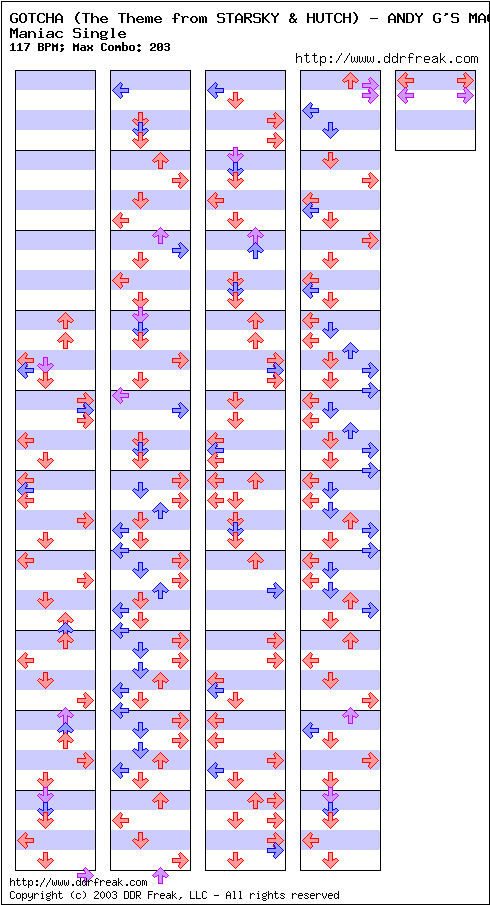 GOTCHA (The Theme from STARSKY & HUTCH) - ANDY G'S MA
Maniac Single
117 BPM; Max Combo: 203
http://www.ddrfreak.com
http://www.ddrfreak.com
Copyright (c) 2003 DDR Freak, LLC - All rights reserved